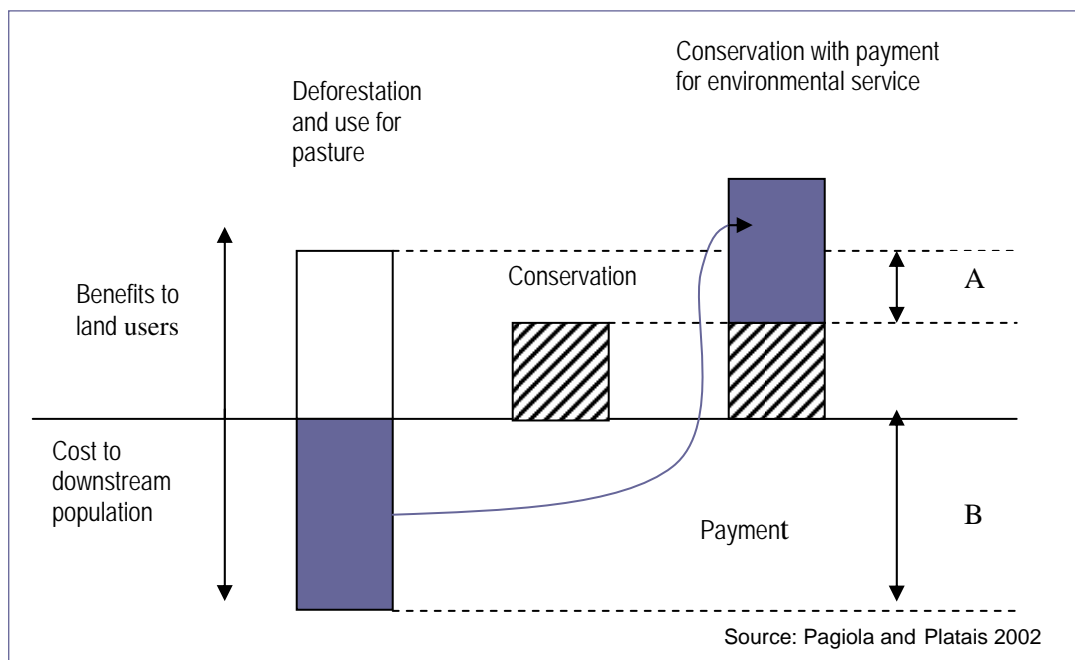 Conservation with payment
for environmental service
Deforestation
and use for
pasture
Conservation
A
Benefits to
land users
Cost to
downstream
population
B
Payment
Source: Pagiola and Platais 2002